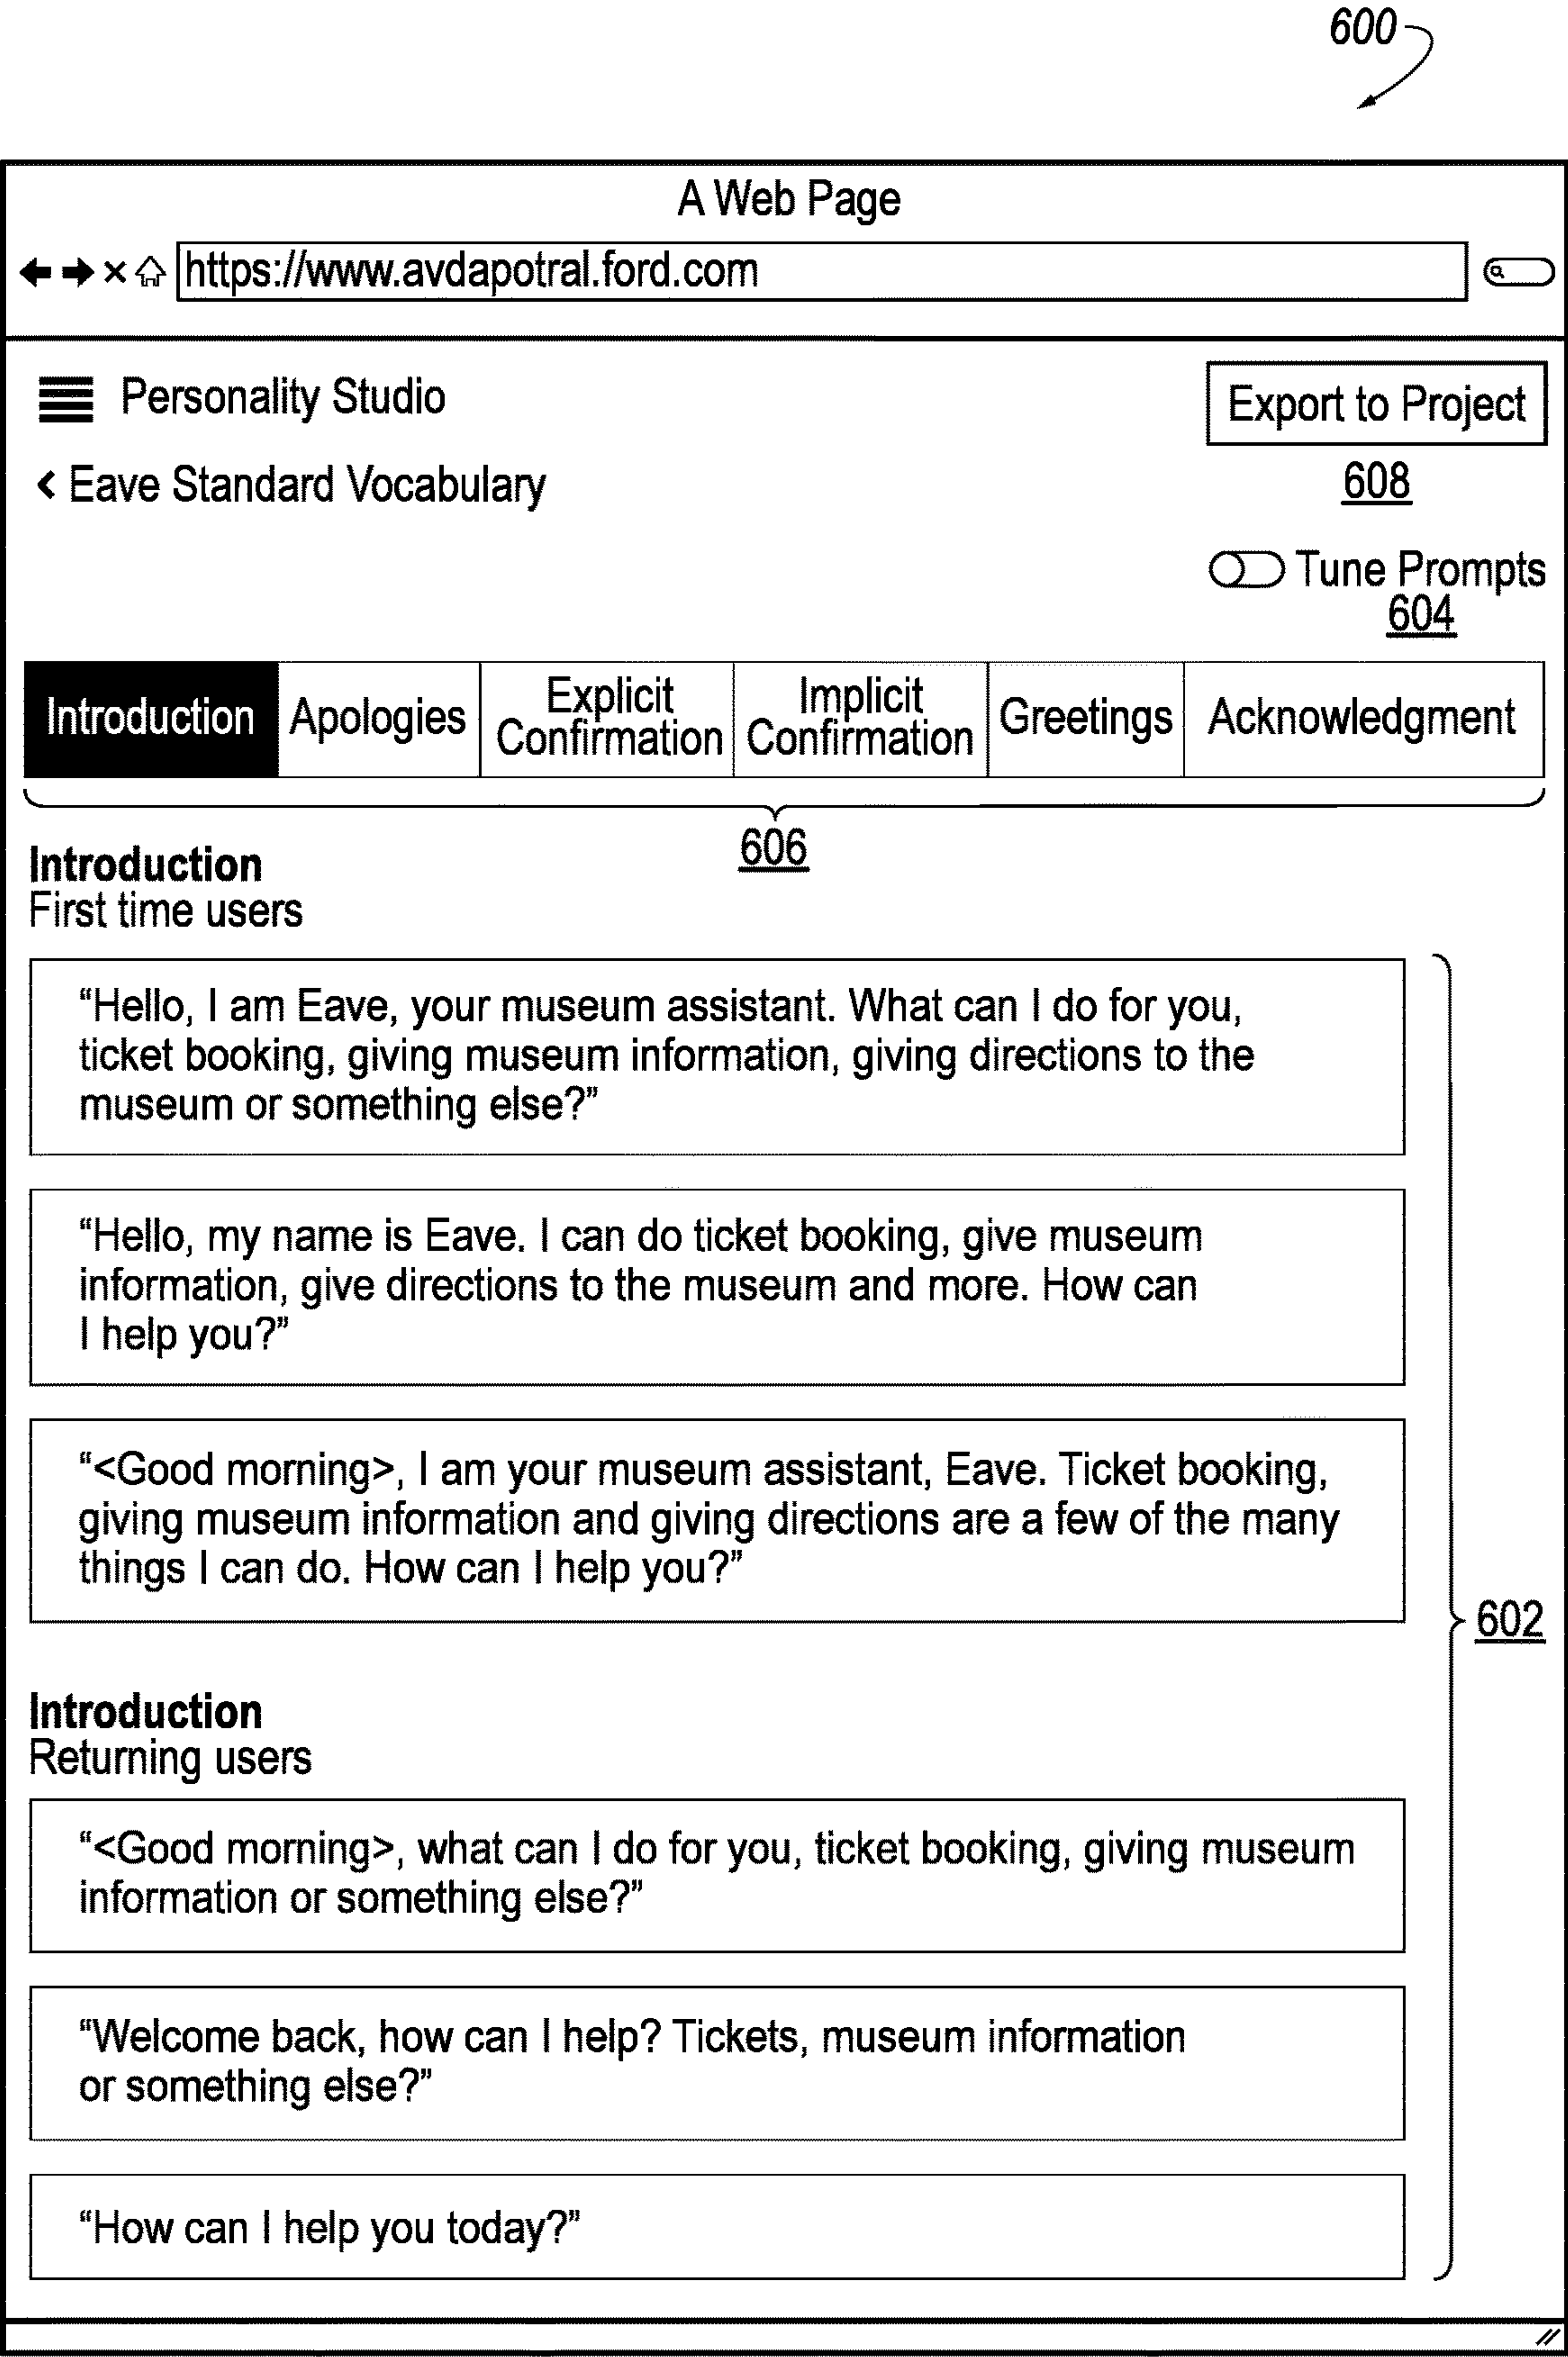 600
A Web Page
https://www.avdapotral.ford.com
Personality Studio
Export to Project
608
< Eave Standard Vocabulary
Tune Prompts
604
Introduction
Apologies
Explicit
Confirmation
Implicit
Confirmation
Greetings
Acknowledgment
606
Introduction
First time users
“Hello, I am Eave, your museum assistant. What can I do for you,
ticket booking, giving museum information, giving directions to the
museum or something else?”
“Hello, my name is Eave. I can do ticket booking, give museum
information, give directions to the museum and more. How can
I help you?”
“<Good morning>, I am your museum assistant, Eave. Ticket booking,
giving museum information and giving directions are a few of the many
things I can do. How can I help you?”
602
Introduction
Returning users
“<Good morning>, what can I do for you, ticket booking, giving museum
information or something else?”
“Welcome back, how can I help? Tickets, museum information
or something else?”
“How can I help you today?”